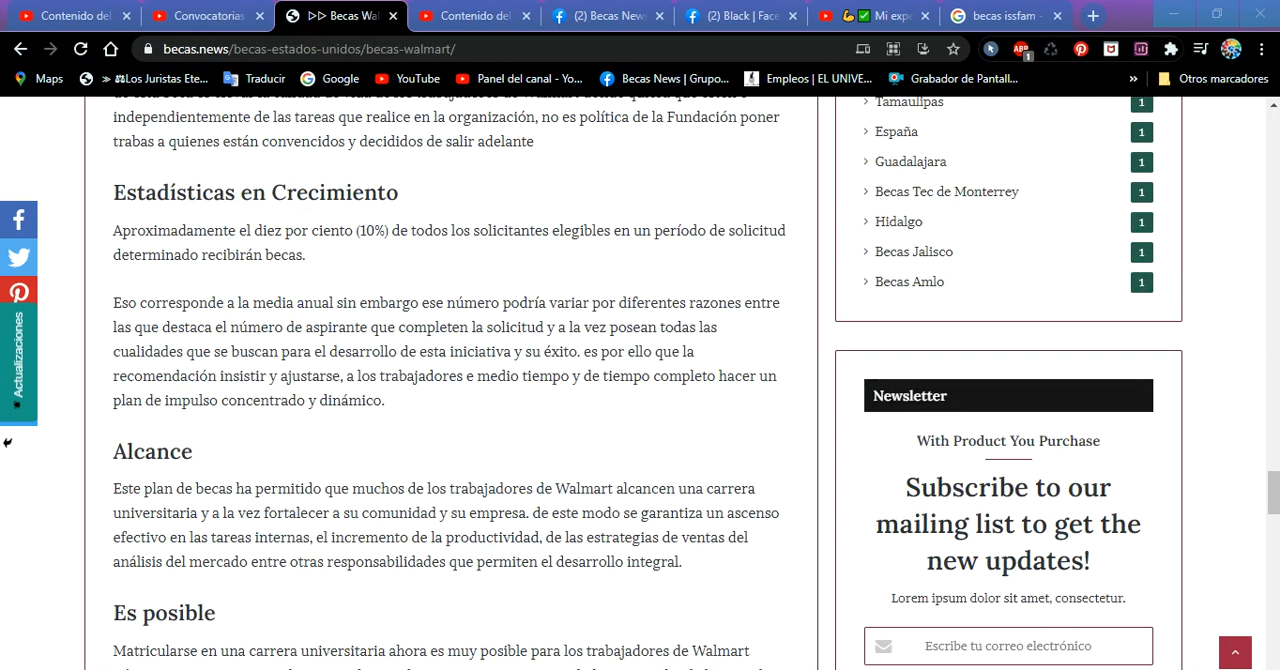 Contenido del
Convocatorias
>> Becas Wal
Contenido del
(2) Becas News
(2) Black | Face
Mi expe
becas issfam -
becas.news/becas-estados-unidos/becas-walmart/
ABP
1
Maps
» ⚖Los Juristas Ete...
Traducir
Google
YouTube
Panel del canal - Yo...
Becas News | Grupo...
Empleos | EL UNIVE...
Grabador de Pantall...
»
Otros marcadores
independientemente de las tareas que realice en la organización, no es política de la Fundación poner
trabas a quienes están convencidos y decididos de salir adelante
Estadísticas en Crecimiento
Aproximadamente el diez por ciento (10%) de todos los solicitantes elegibles en un período de solicitud
determinado recibirán becas.
Eso corresponde a la media anual sin embargo ese número podría variar por diferentes razones entre
las que destaca el número de aspirante que completen la solicitud y a la vez posean todas las
cualidades que se buscan para el desarrollo de esta iniciativa y su éxito. es por ello que la
recomendación insistir y ajustarse, a los trabajadores e medio tiempo y de tiempo completo hacer un
plan de impulso concentrado y dinámico.
Alcance
Este plan de becas ha permitido que muchos de los trabajadores de Walmart alcancen una carrera
universitaria y a la vez fortalecer a su comunidad y su empresa. de este modo se garantiza un ascenso
efectivo en las tareas internas, el incremento de la productividad, de las estrategias de ventas del
análisis del mercado entre otras responsabilidades que permiten el desarrollo integral.
Es posible
Matricularse en una carrera universitaria ahora es muy posible para los trabajadores de Walmart
Actualizaciones
Tamaulipas 1
España 1
Guadalajara 1
Becas Tec de Monterrey 1
Hidalgo 1
Becas Jalisco 1
Becas Amlo 1
Newsletter
With Product You Purchase
Subscribe to our
mailing list to get the
new updates!
Lorem ipsum dolor sit amet, consectetur.
Escribe tu correo electrónico